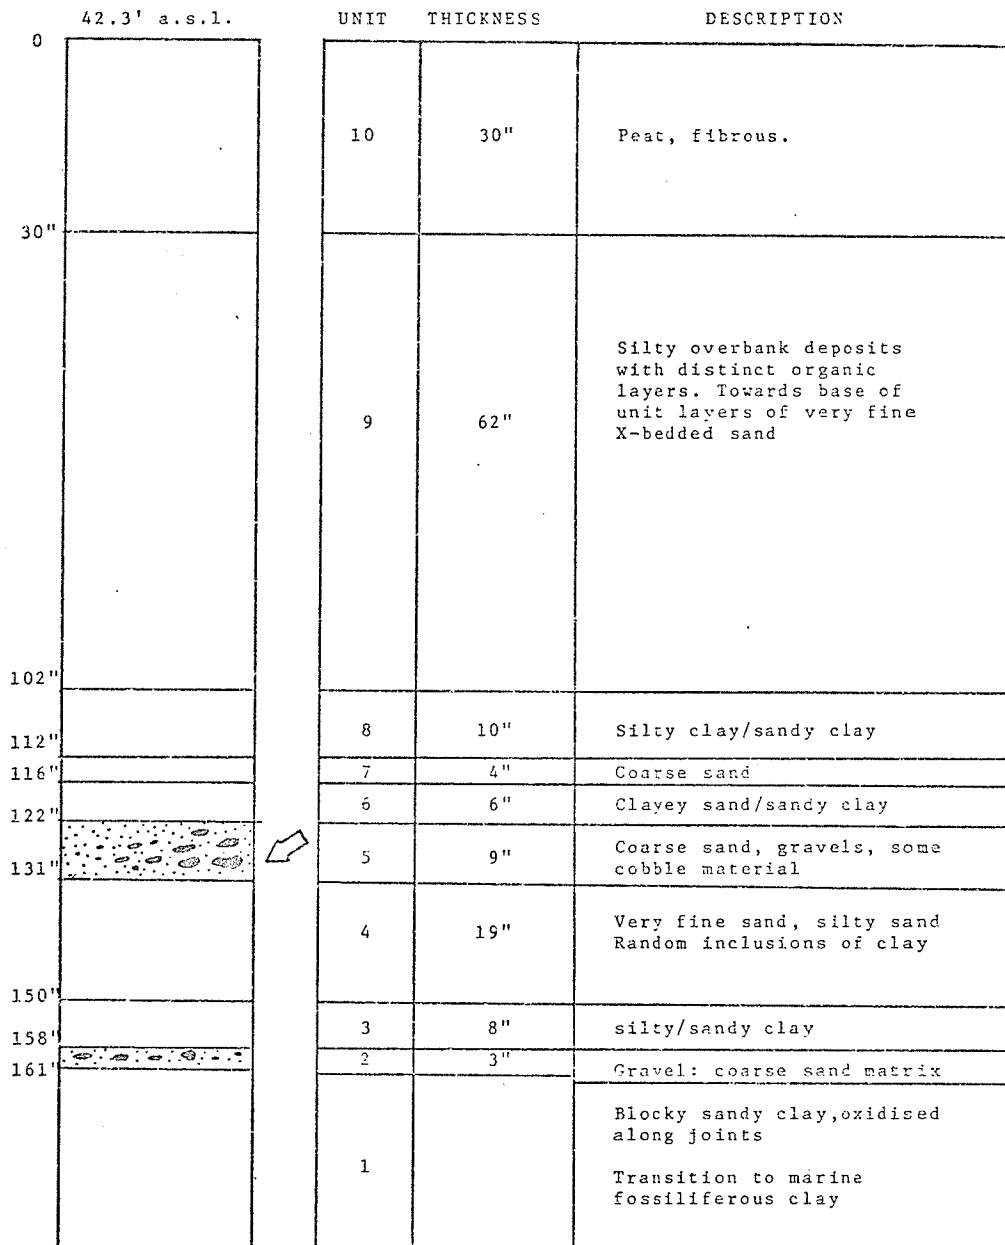 42.3' a.s.l. UNIT THICKNESS DESCRIPTION
0
10 30" Peat, fibrous.
30"
Silty overbank deposits
with distinct organic
layers. Towards base of
9 62" unit layers of very fine
X-bedded sand
102"
8 10" Silty clay/sandy clay
112"
7 4" Coarse sand
116"
6 6" Clayey sand/sandy clay
122"
5 9" Coarse sand, gravels, some
cobble material
131"
4 19" Very fine sand, silty sand
Random inclusions of clay
150"
3 8" silty/sandy clay
158"
2 3" Gravel: coarse sand matrix
161"
Blocky sandy clay,oxidised
along joints
1
Transition to marine
fossiliferous clay